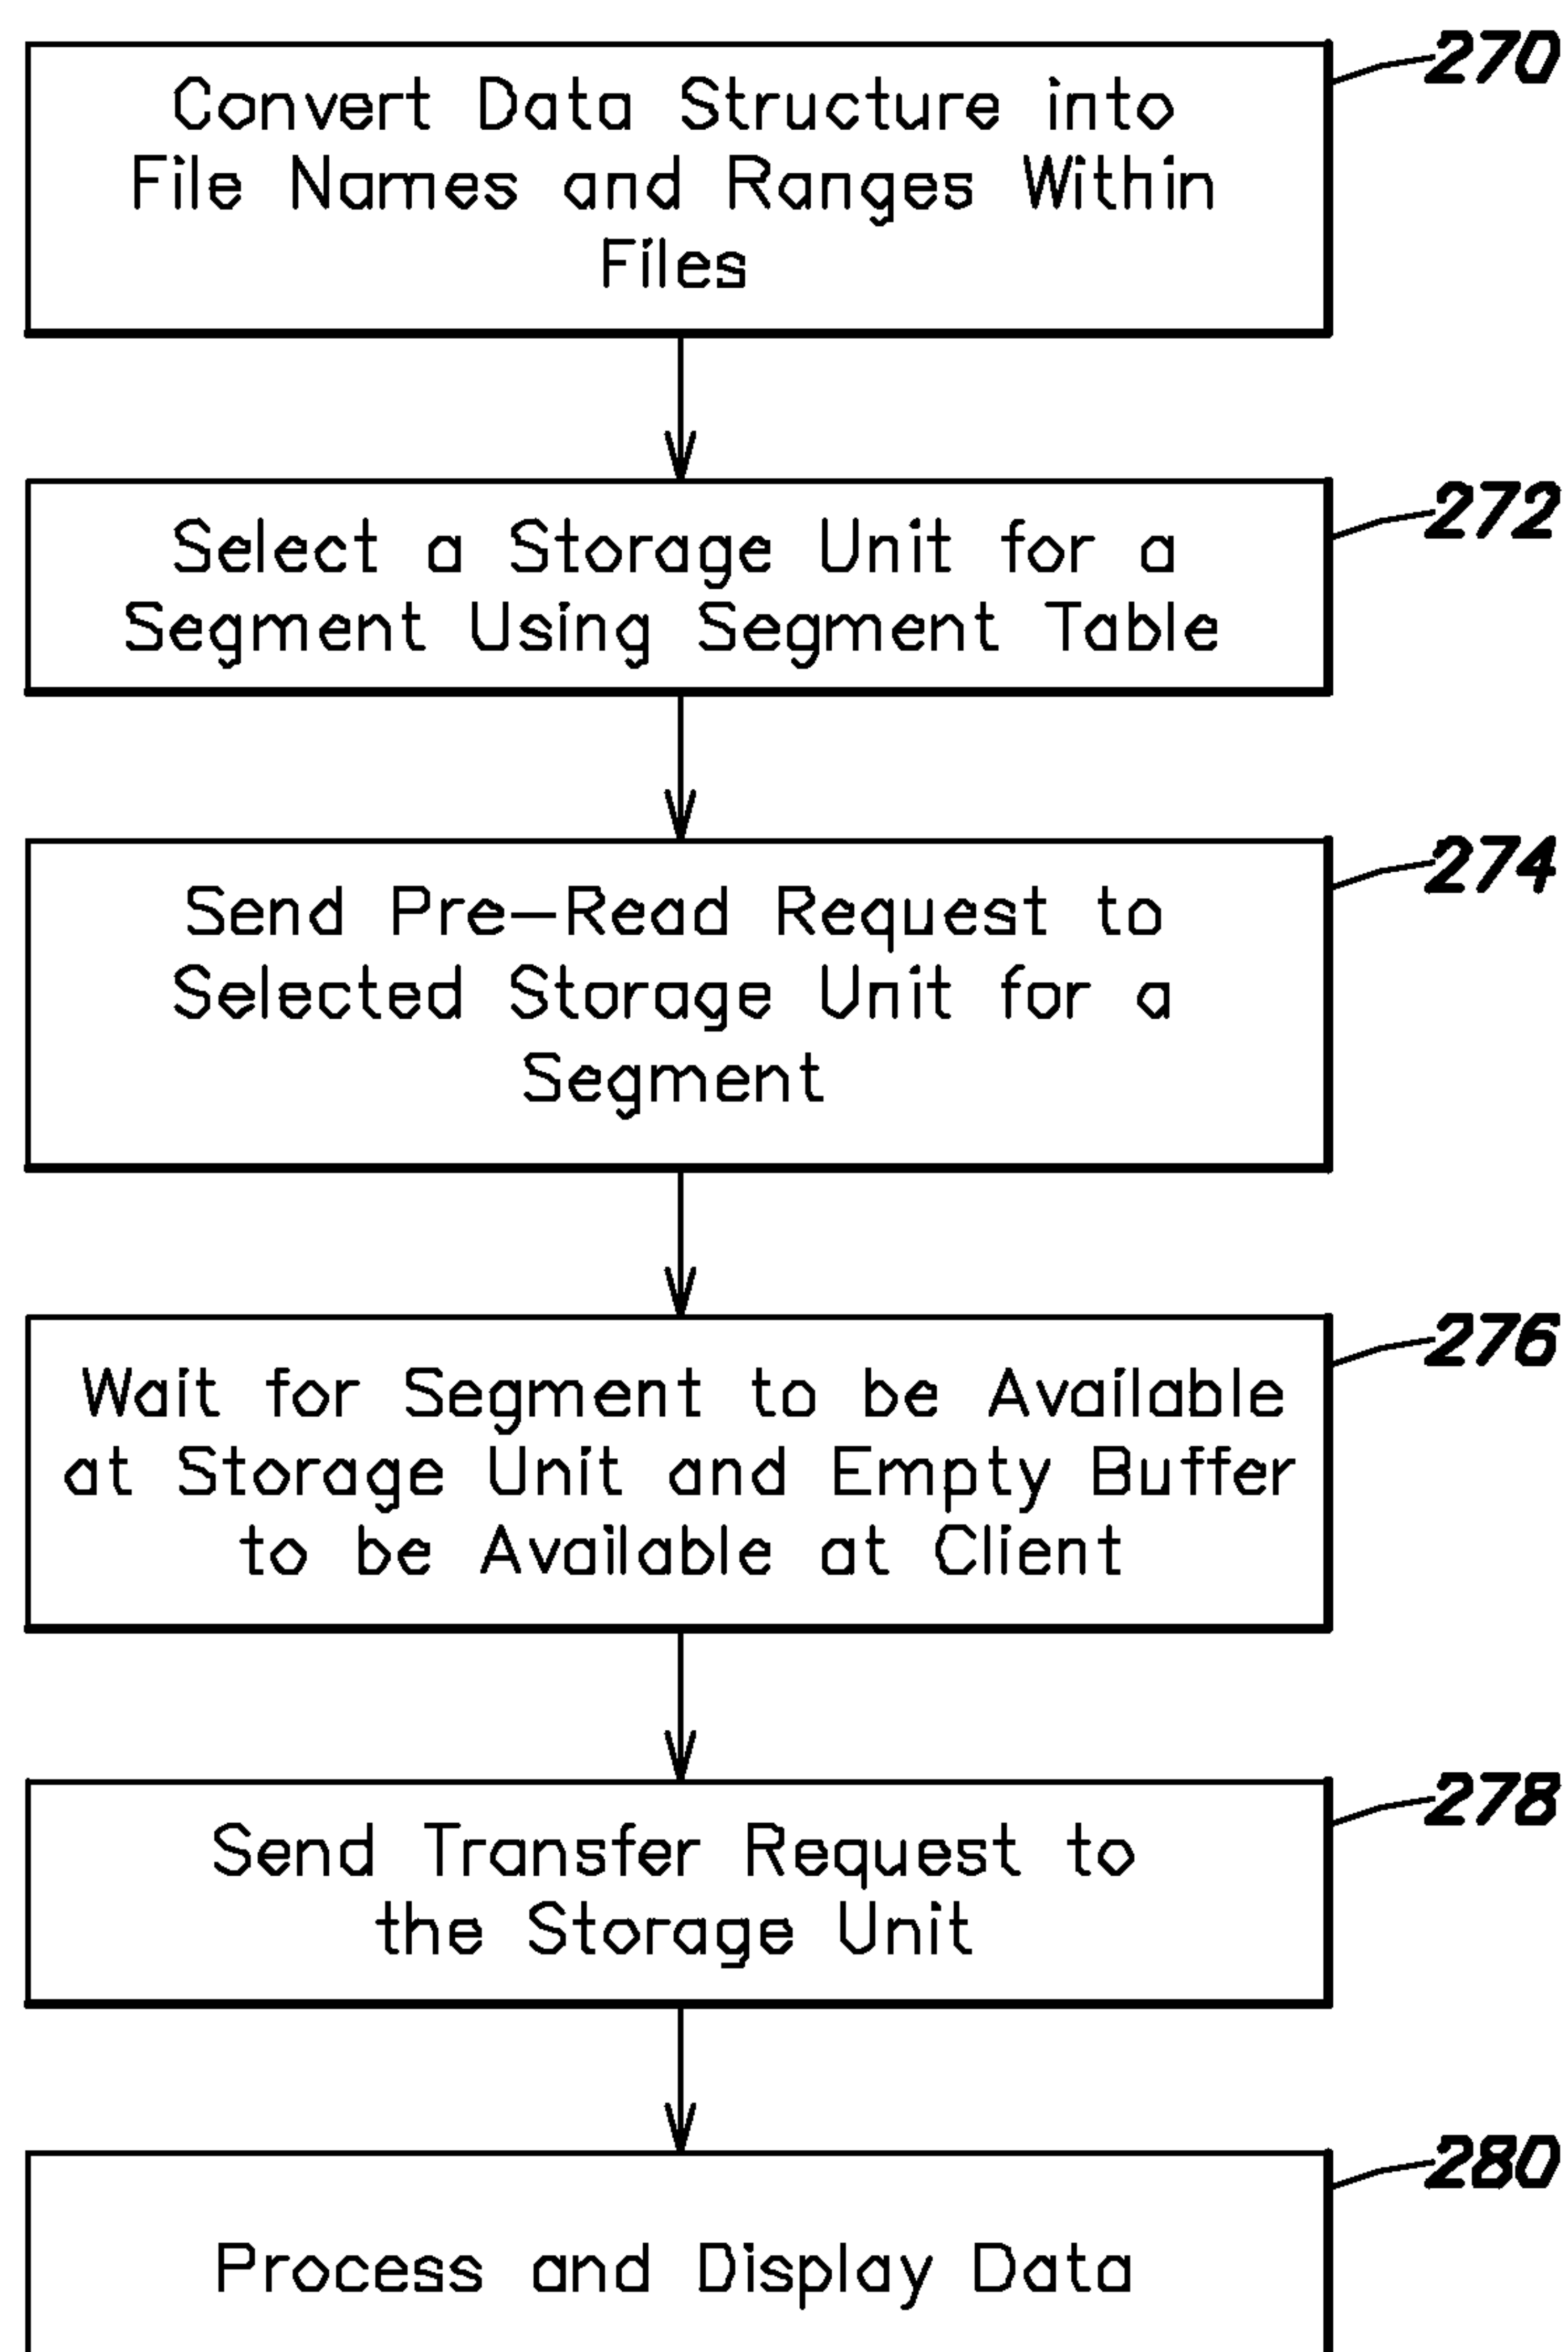 270
Convert Data Structure into
File Names and Ranges Within
Files
272
Select a Storage Unit for a
Segment Using Segment Table
274
Send Pre-Read Request to
Selected Storage Unit for a
Segment
276
Wait for Segment to be Available
at Storage Unit and Empty Buffer
to be Available at Client
278
Send Transfer Request to
the Storage Unit
280
Process and Display Data